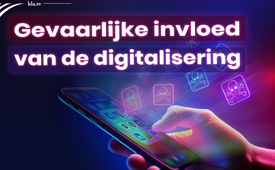 kla.tv
Gevaarlijke invloed
van de digitalisering